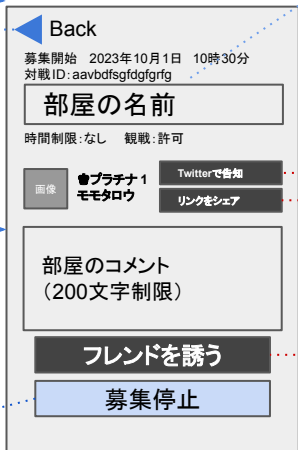 Back
募集開始 2023年10月1日 10時30分
対戦ID：aavbdfsgfdgfgrfg
部屋の名前
時間制限：なし 観戦：許可
画像
♚プラチナ1
モモタロウ
Twitterで告知
リンクをシェア
部屋のコメント
（200文字制限）
フレンドを誘う
募集停止